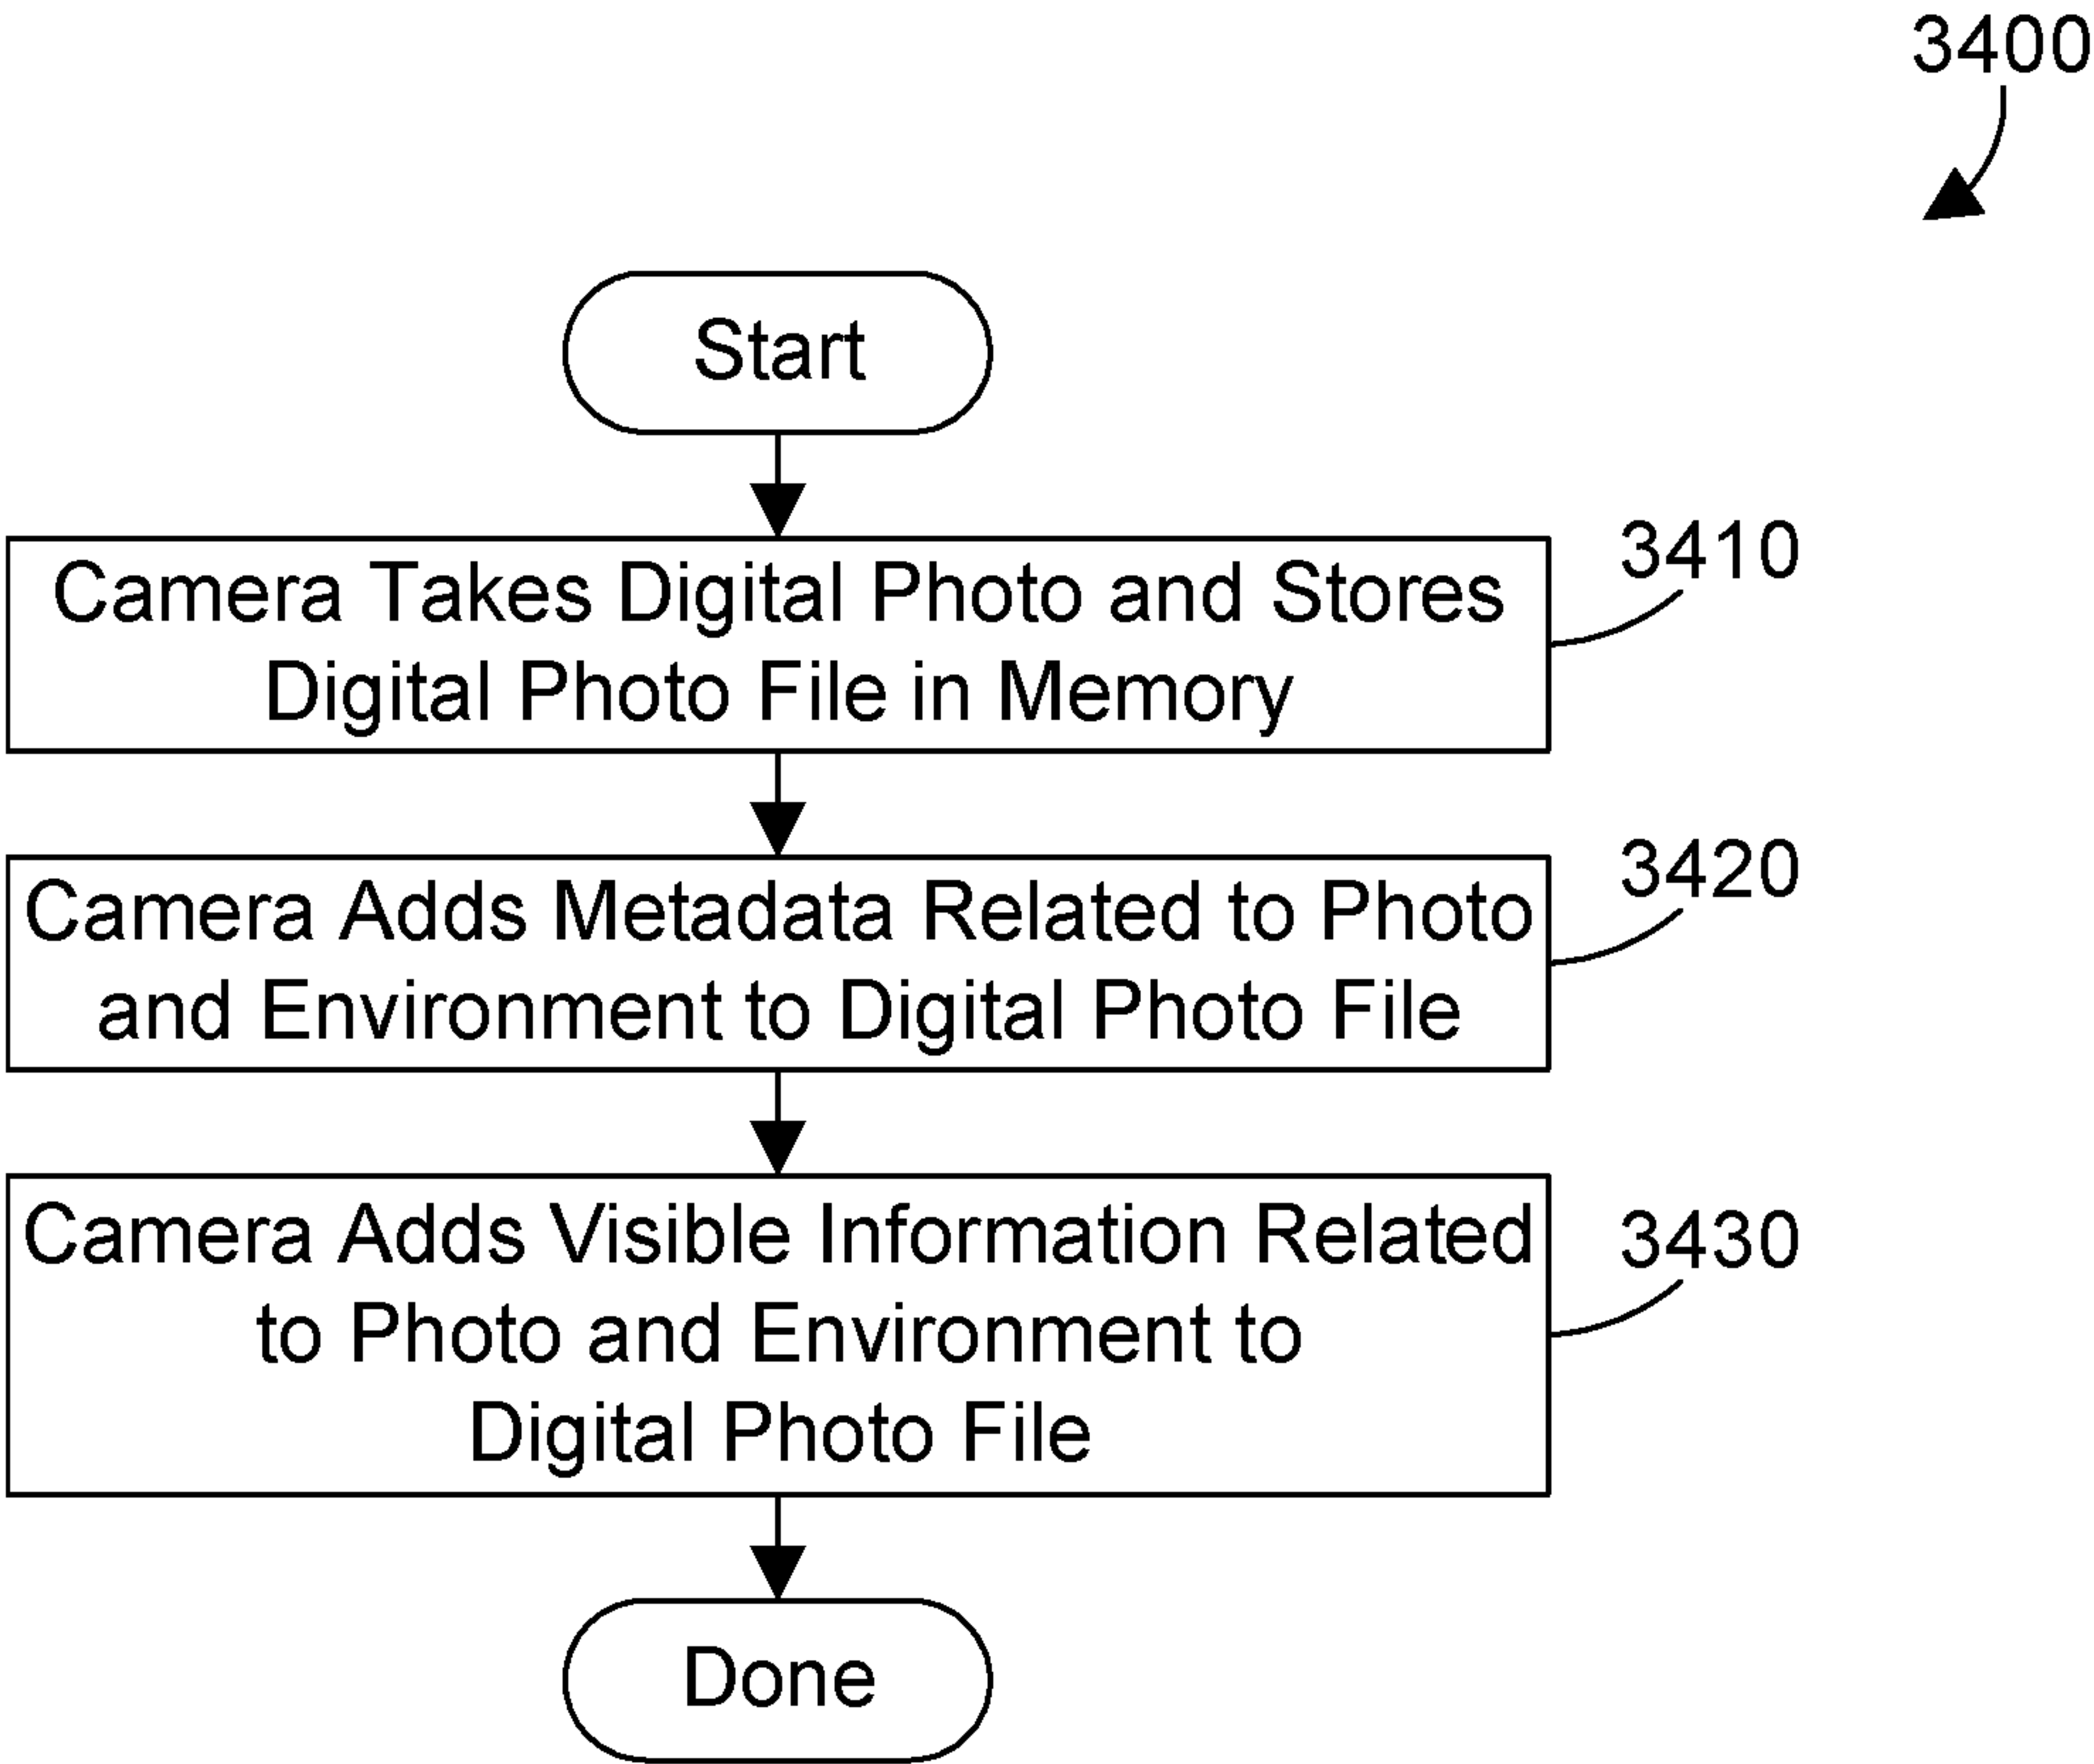 3400
Start
Camera Takes Digital Photo and Stores
Digital Photo File in Memory
3410
Camera Adds Metadata Related to Photo
and Environment to Digital Photo File
3420
Camera Adds Visible Information Related
to Photo and Environment to
Digital Photo File
3430
Done